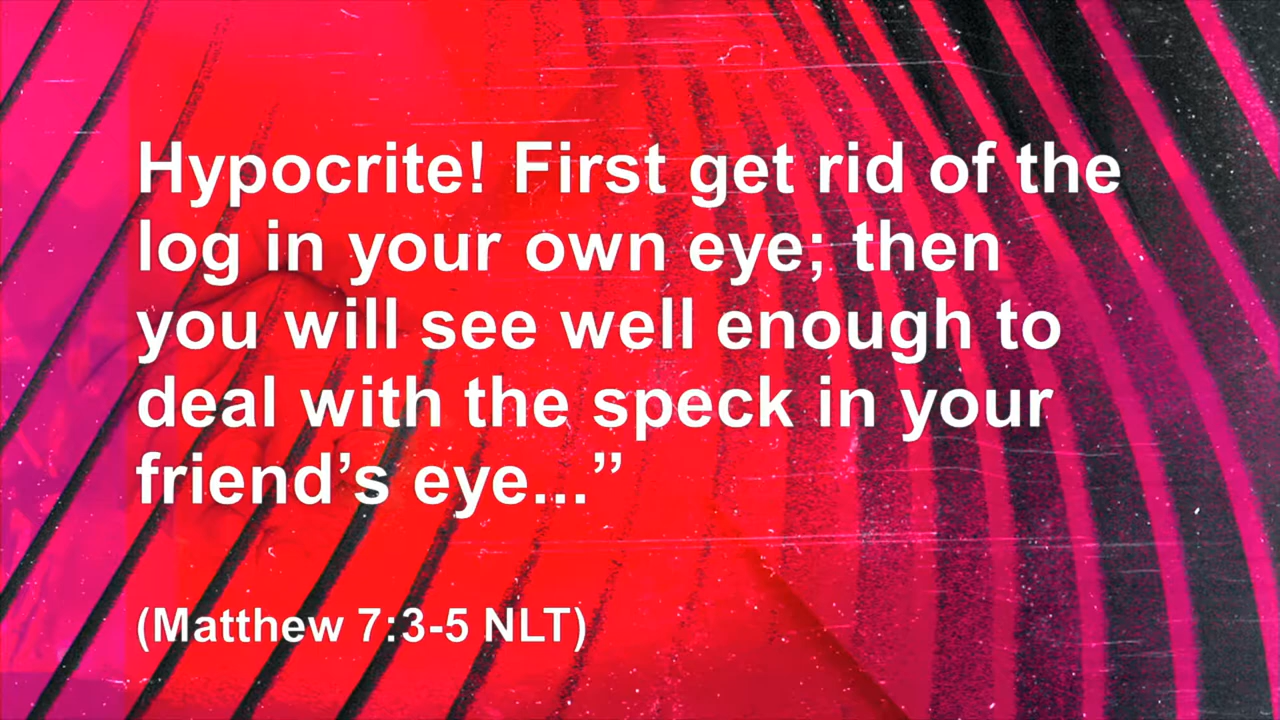 Hypocrite! First get rid of the
log in your own eye; then
you will see well enough to
deal with the speck in your
friend’s eye...”
(Matthew 7:3-5 NLT)